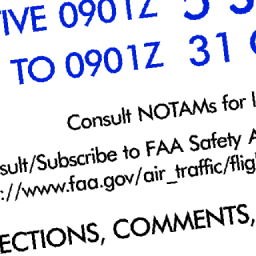 TIVE 0901Z 5
TO 0901Z 31
Consult NOTAMs for
sult/Subscribe to FAA Safety A
://www.faa.gov/air_traffic/flig
ECTIONS, COMMENTS,